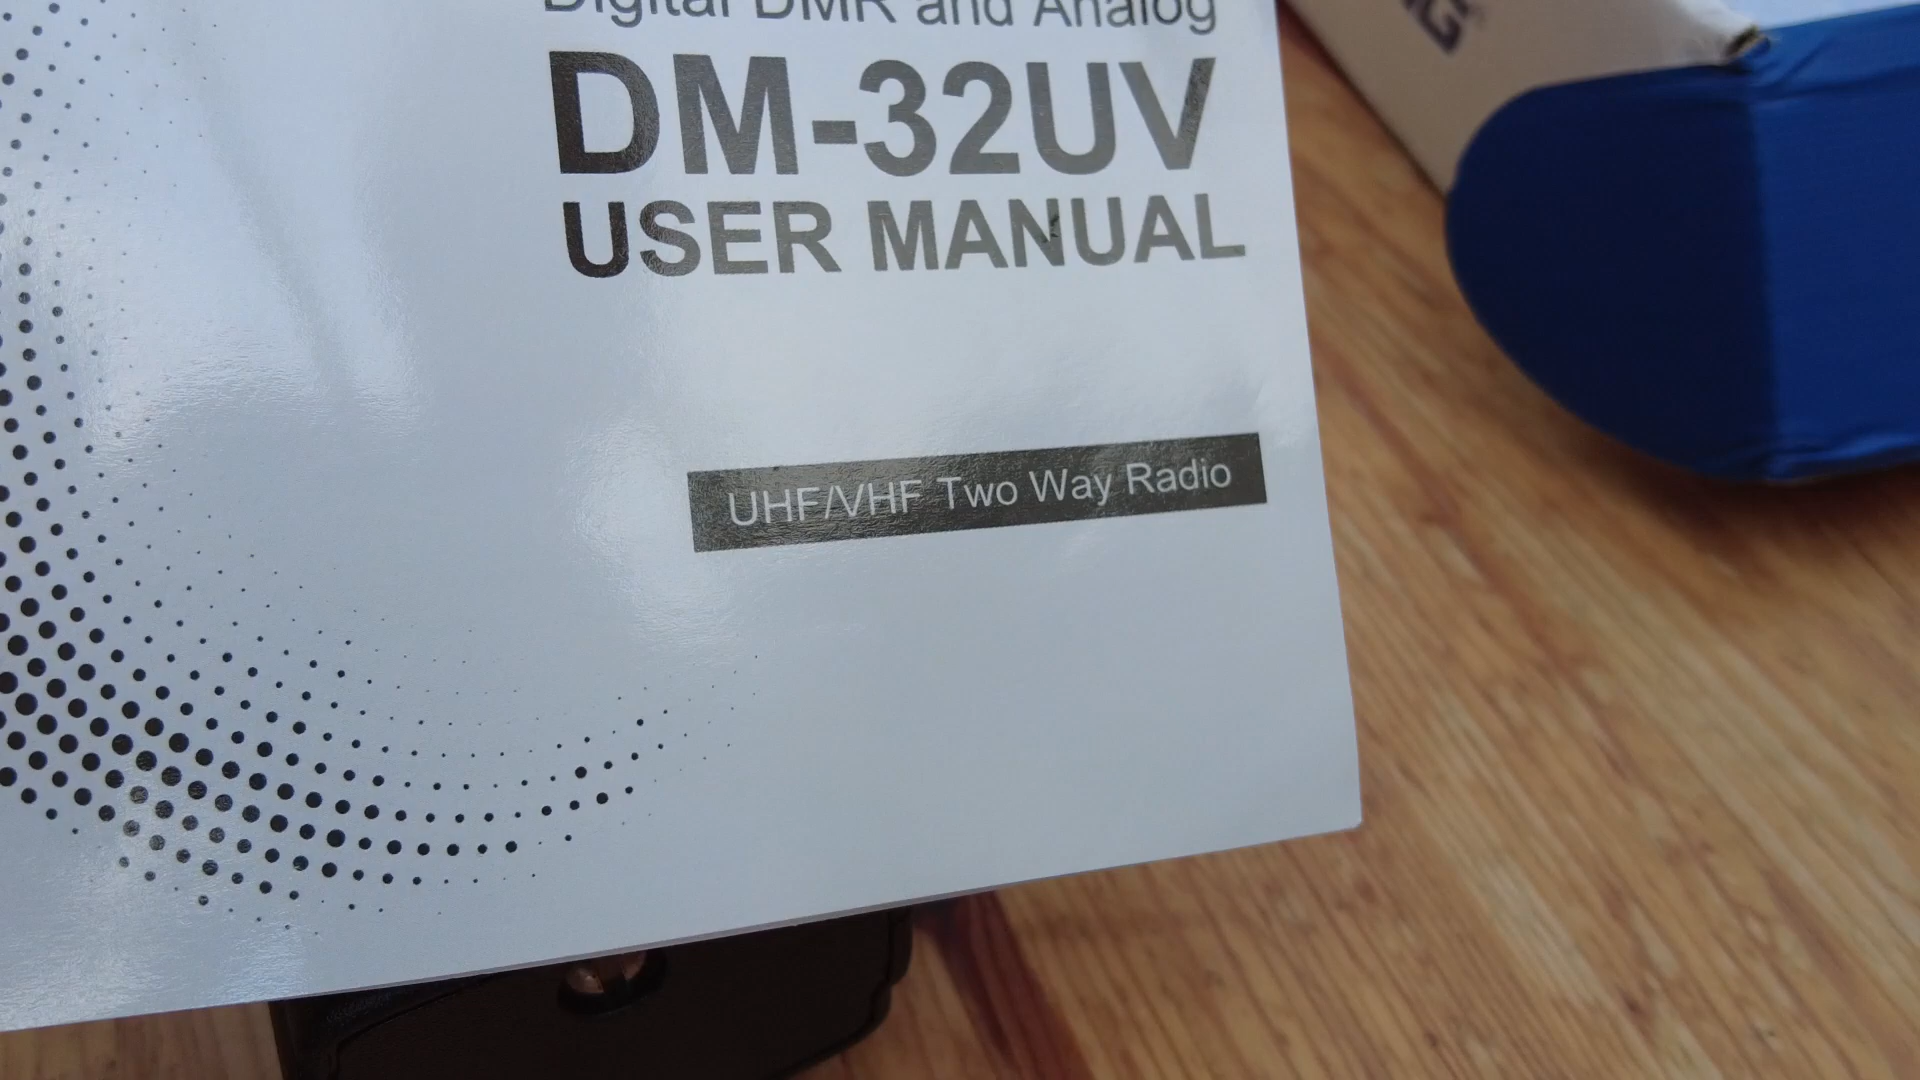 Digital DMR and Analog
DM-32UV
USER MANUAL
UHF/VHF Two Way Radio